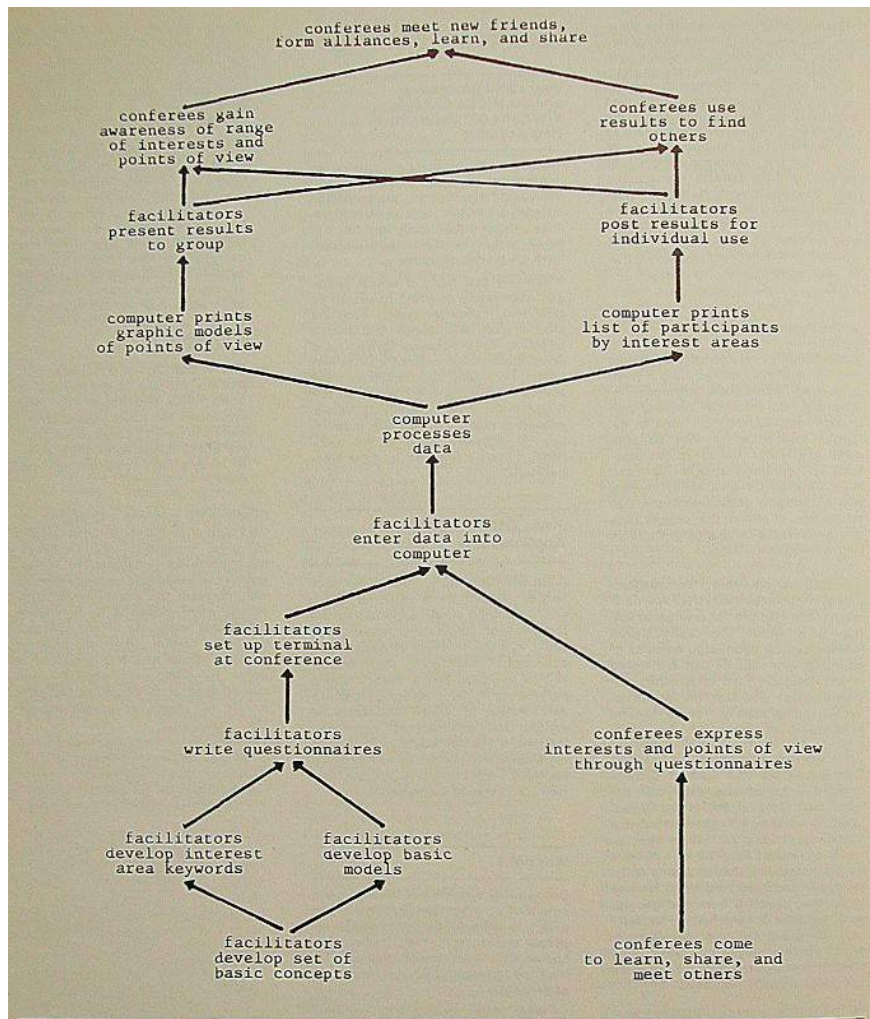 conferees meet new friends,
form alliances, learn, and share
conferees gain
awareness of range
of interests and
points of view
conferees use
results to find
others
facilitators
present results
to group
facilitators
post results for
individual use
computer prints
graphic models
of points of view
computer prints
list of participants
by interest areas
computer
processes
data
facilitators
enter data into
computer
facilitators
set up terminal
at conference
facilitators
write questionnaires
conferees express
interests and points of view
through questionnaires
facilitators
develop interest
area keywords
facilitators
develop basic
models
facilitators
develop set of
basic concepts
conferees come
to learn, share, and
meet others